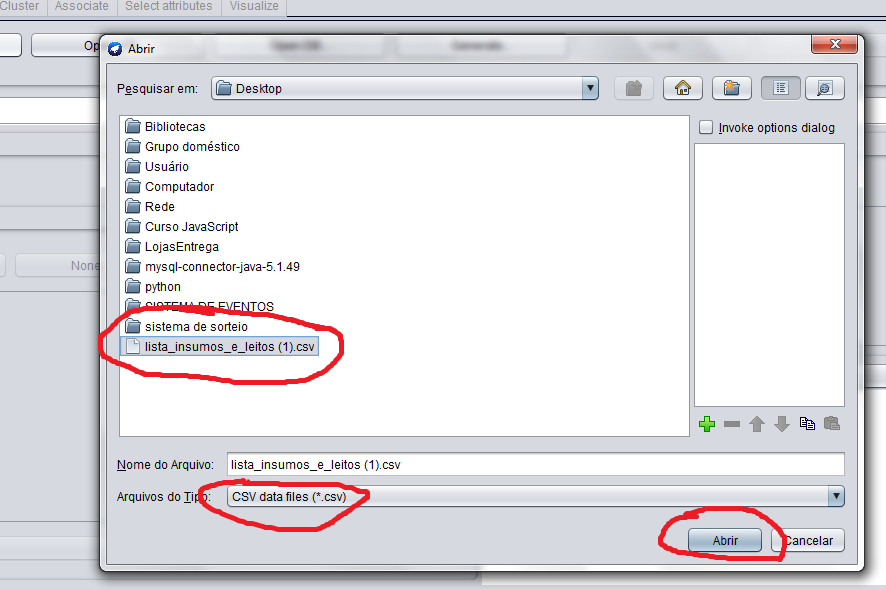 Cluster Associate Select attributes Visualize
Abrir
Pesquisar em: Desktop
Bibliotecas
Grupo doméstico
Usuário
Computador
Rede
Curso JavaScript
LojasEntrega
mysql-connector-java-5.1.49
python
SISTEMA DE EVENTOS
sistema de sorteio
lista_insumos_e_leitos (1).csv
Invoke options dialog
None
Nome do Arquivo: lista_insumos_e_leitos (1).csv
Arquivos do Tipo: CSV data files (*.csv)
Abrir Cancelar